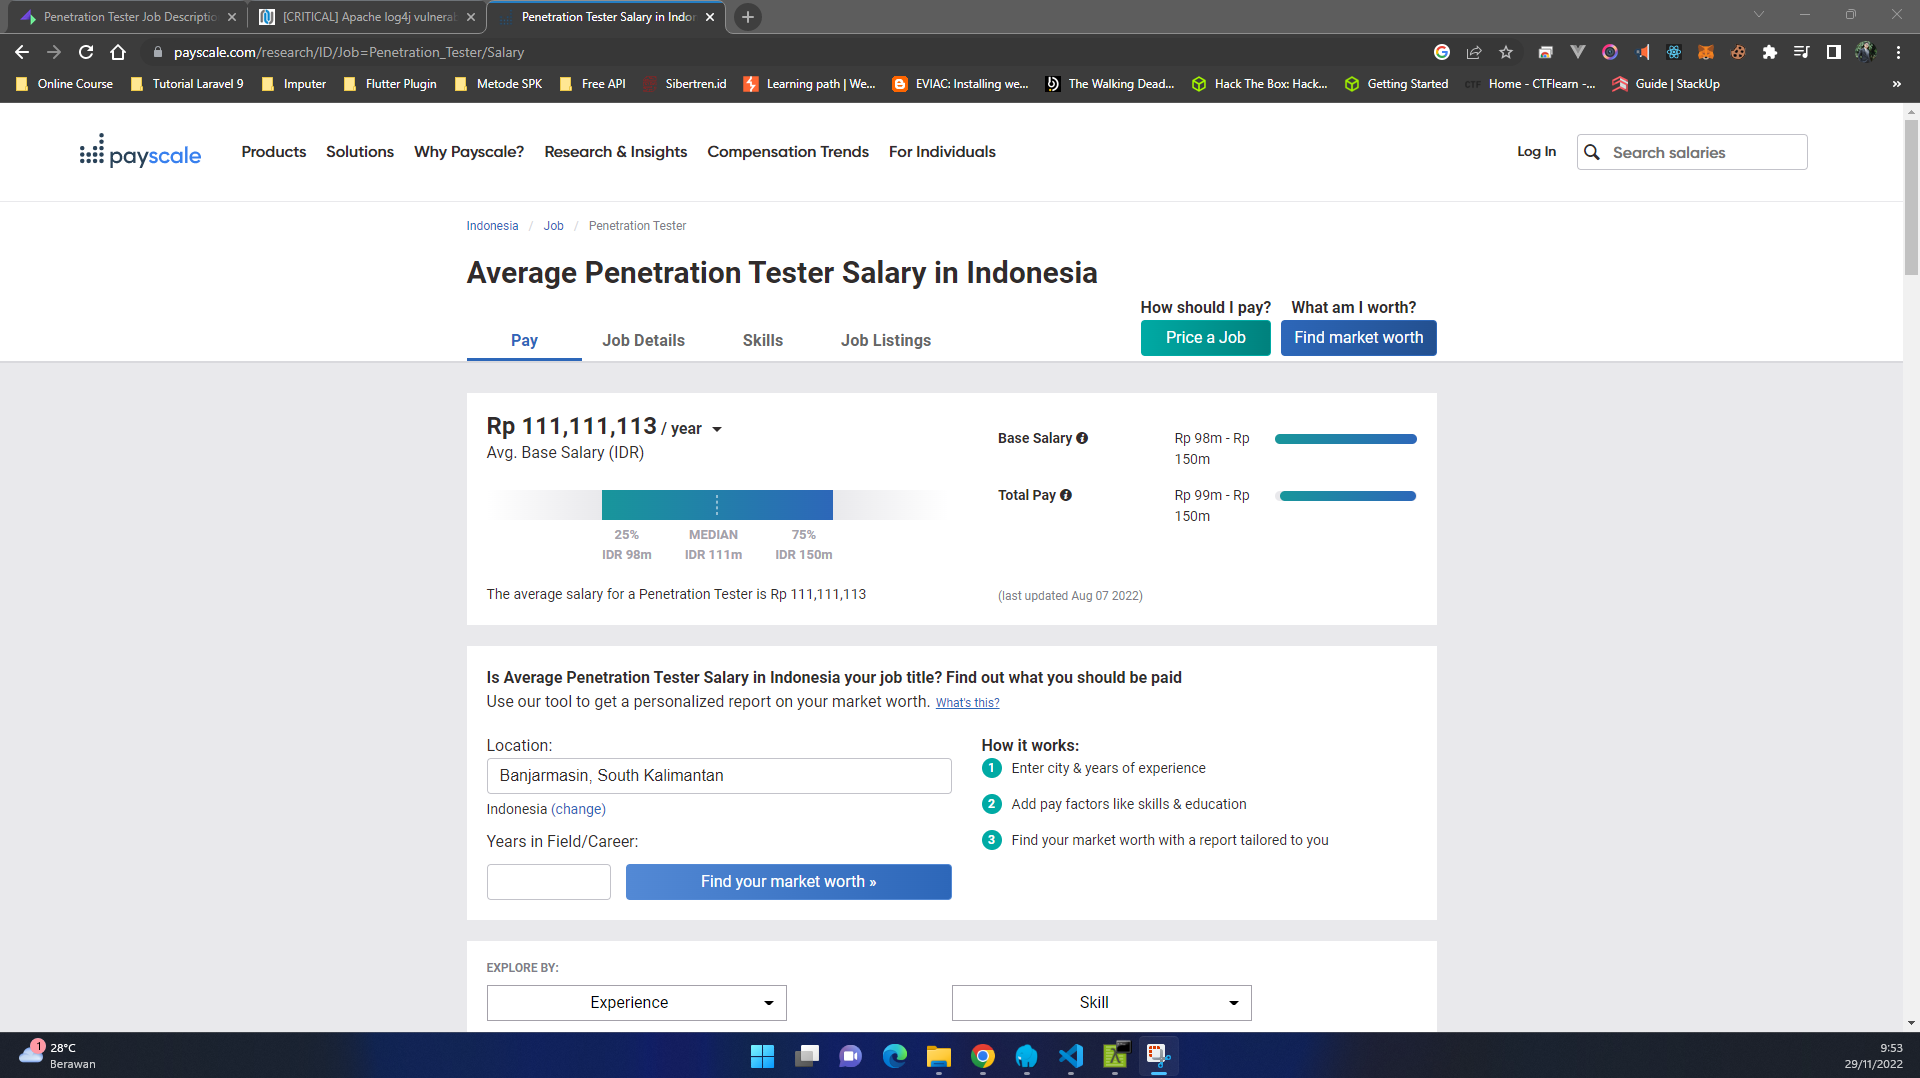 Penetration Tester Job Descriptio
[CRITICAL] Apache log4j vulnerab
Penetration Tester Salary in Indon
payscale.com/research/ID/Job=Penetration_Tester/Salary
Online Course
Tutorial Laravel 9
Imputer
Flutter Plugin
Metode SPK
Free API
Sibertren.id
Learning path | We...
EVIAC: Installing we...
The Walking Dead...
Hack The Box: Hack...
Getting Started
CTF
Home - CTFlearn -...
Guide | StackUp
»
payscale
Products
Solutions
Why Payscale?
Research & Insights
Compensation Trends
For Individuals
Log In
Search salaries
Indonesia / Job / Penetration Tester
Average Penetration Tester Salary in Indonesia
How should I pay?
What am I worth?
Pay
Job Details
Skills
Job Listings
Price a Job
Find market worth
Rp 111,111,113 / year
Avg. Base Salary (IDR)
25%
MEDIAN
75%
IDR 98m
IDR 111m
IDR 150m
The average salary for a Penetration Tester is Rp 111,111,113
Base Salary
Rp 98m - Rp
150m
Total Pay
Rp 99m - Rp
150m
(last updated Aug 07 2022)
Is Average Penetration Tester Salary in Indonesia your job title? Find out what you should be paid
Use our tool to get a personalized report on your market worth. What's this?
Location:
Banjarmasin, South Kalimantan
Indonesia (change)
Years in Field/Career:
Find your market worth »
How it works:
1 Enter city & years of experience
2 Add pay factors like skills & education
3 Find your market worth with a report tailored to you
EXPLORE BY:
Experience
Skill
1
28°C
Berawan
9:53
29/11/2022